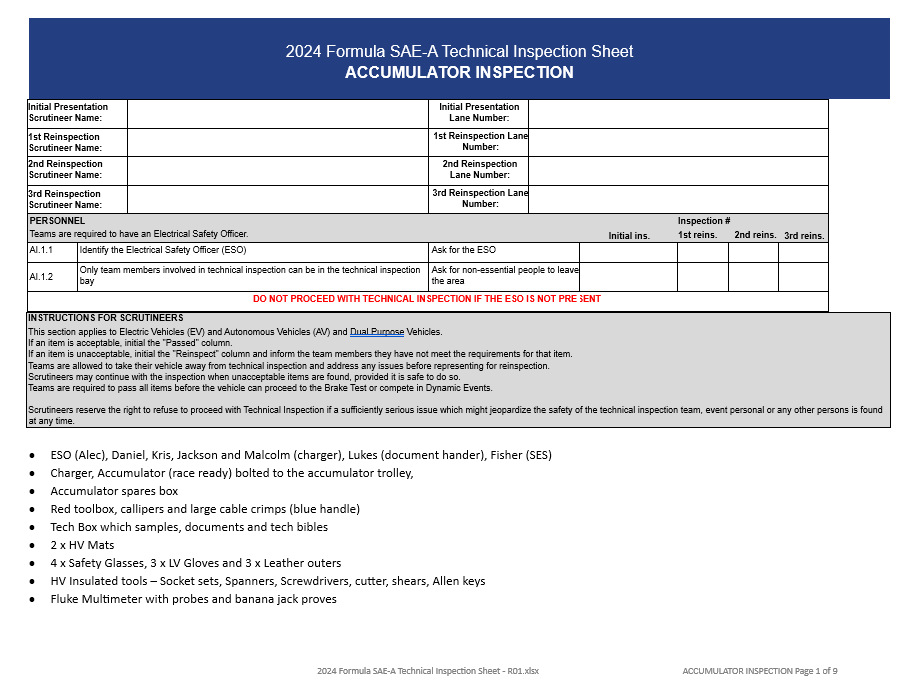 2024 Formula SAE-A Technical Inspection Sheet
ACCUMULATOR INSPECTION
Initial Presentation
Scrutineer Name:
Initial Presentation
Lane Number:
1st Reinspection
Scrutineer Name:
1st Reinspection Lane
Number:
2nd Reinspection
Scrutineer Name:
2nd Reinspection
Lane Number:
3rd Reinspection
Scrutineer Name:
3rd Reinspection Lane
Number:
PERSONNEL
Inspection #
Teams are required to have an Electrical Safety Officer.
Initial ins. 1st reins. 2nd reins. 3rd reins.
AI.1.1 Identify the Electrical Safety Officer (ESO) Ask for the ESO
AI.1.2
Only team members involved in technical inspection can be in the technical inspection
bay
Ask for non-essential people to leave
the area
DO NOT PROCEED WITH TECHNICAL INSPECTION IF THE ESO IS NOT PRESENT
INSTRUCTIONS FOR SCRUTINEERS
This section applies to Electric Vehicles (EV) and Autonomous Vehicles (AV) and Dual Purpose Vehicles.
If an item is acceptable, initial the "Passed" column.
If an item is unacceptable, initial the "Reinspect" column and inform the team members they have not meet the requirements for that item.
Teams are allowed to take their vehicle away from technical inspection and address any issues before representing for reinspection.
Scrutineers may continue with the inspection when unacceptable items are found, provided it is safe to do so.
Teams are required to pass all items before the vehicle can proceed to the Brake Test or compete in Dynamic Events.
Scrutineers reserve the right to refuse to proceed with Technical Inspection if a sufficiently serious issue which might jeopardize the safety of the technical inspection team, event personal or any other persons is found
at any time.
• ESO (Alec), Daniel, Kris, Jackson and Malcolm (charger), Lukes (document hander), Fisher (SES)
• Charger, Accumulator (race ready) bolted to the accumulator trolley,
• Accumulator spares box
• Red toolbox, callipers and large cable crimps (blue handle)
• Tech Box which samples, documents and tech bibles
• 2 x HV Mats
• 4 x Safety Glasses, 3 x LV Gloves and 3 x Leather outers
• HV Insulated tools – Socket sets, Spanners, Screwdrivers, cutter, shears, Allen keys
• Fluke Multimeter with probes and banana jack proves
2024 Formula SAE-A Technical Inspection Sheet - R01.xlsx
ACCUMULATOR INSPECTION Page 1 of 9